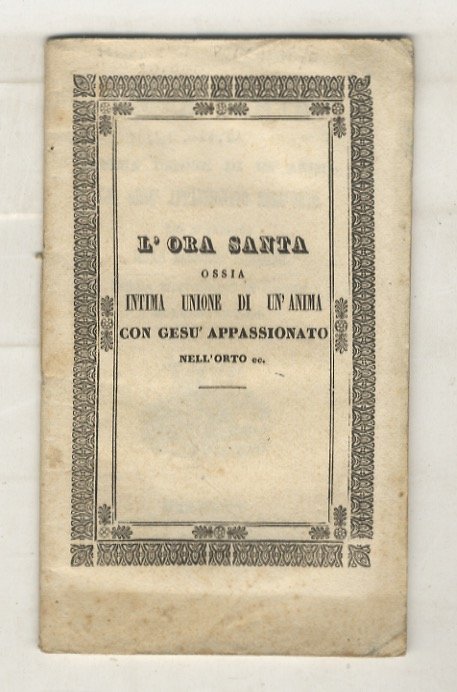 L' ORA SANTA
OSSIA
INTIMA UNIONE DI UN' ANIMA
CON GESU' APPASSIONATO
NELL'ORTO ec.